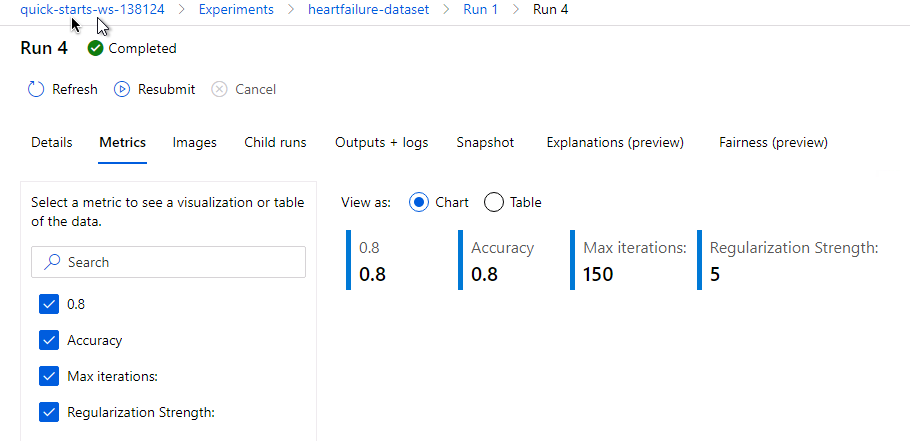 quick-starts-ws-138124 > Experiments > heartfailure-dataset > Run 1 > Run 4
Run 4 Completed
Refresh Resubmit Cancel
Details Metrics Images Child runs Outputs + logs Snapshot Explanations (preview) Fairness (preview)
Select a metric to see a visualization or table
of the data.
Search
0.8
Accuracy
Max iterations:
Regularization Strength:
View as: Chart Table
0.8 Accuracy Max iterations: Regularization Strength:
0.8 0.8 150 5